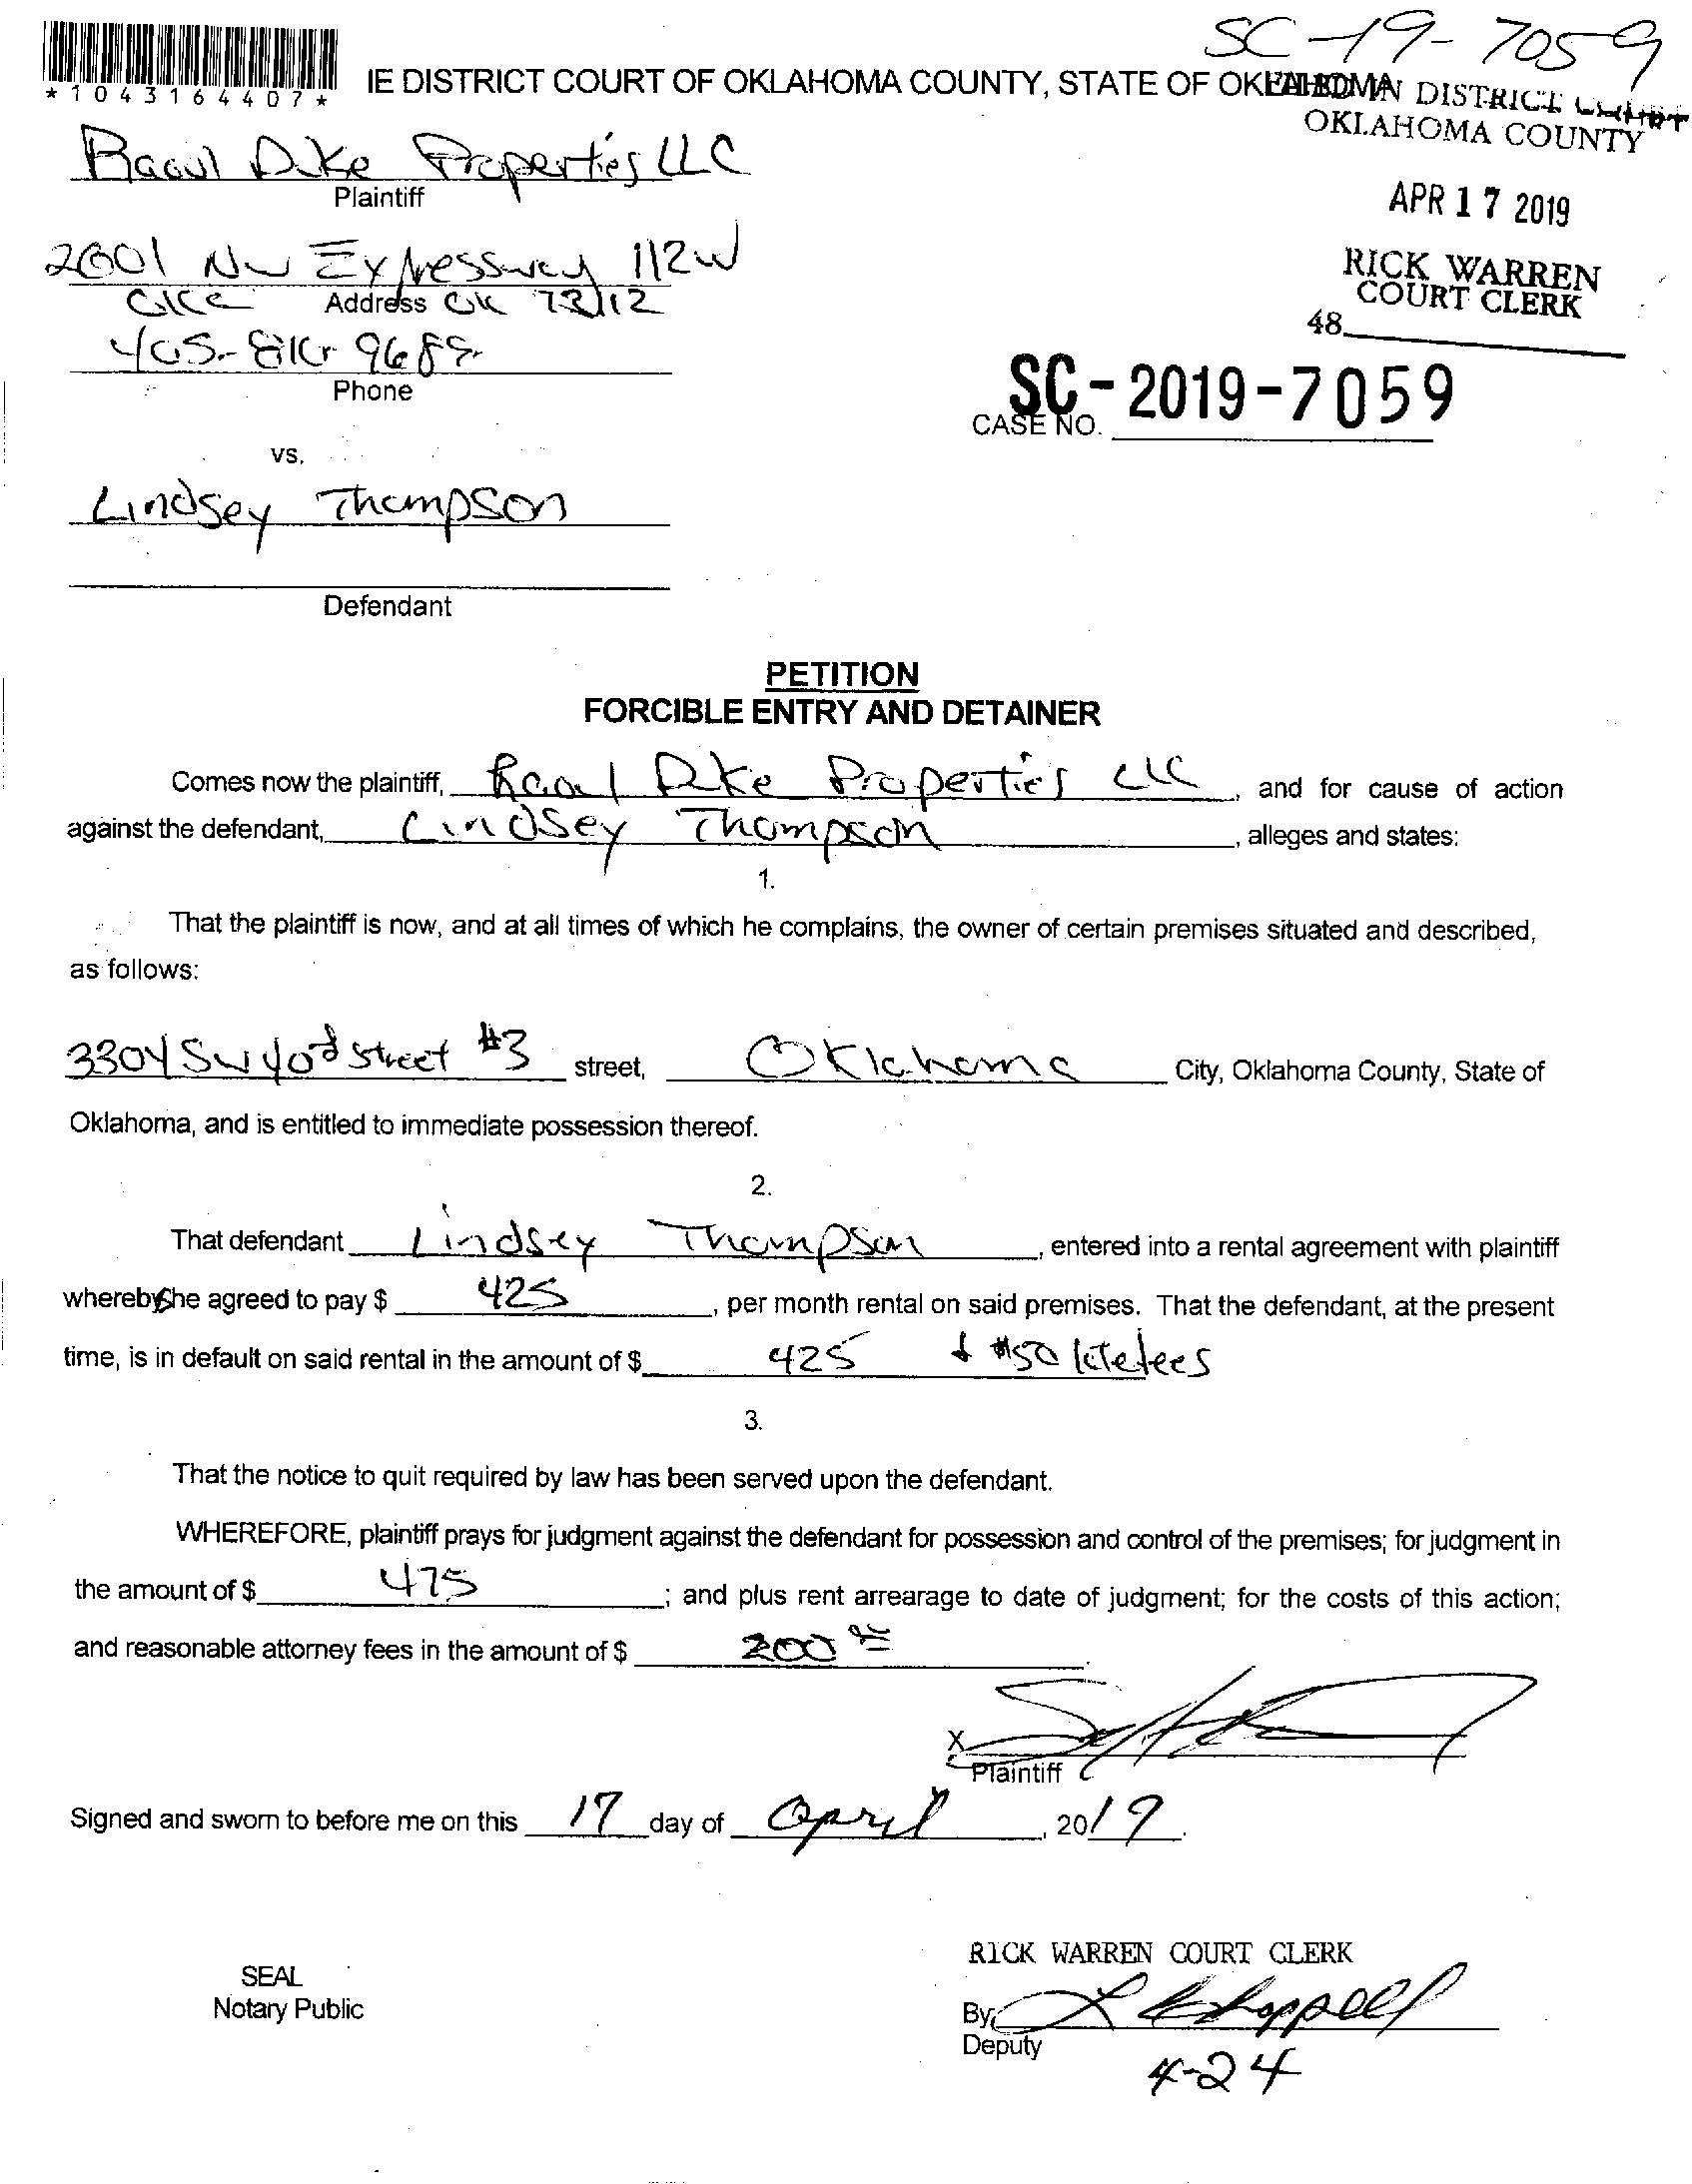 SC-19-7059
*1043164407*
IE DISTRICT COURT OF OKLAHOMA COUNTY, STATE OF OKLAHOMA
FILED IN DISTRICT COURT
OKLAHOMA COUNTY
Raoul Duke Properties LLC
Plaintiff
APR 17 2019
RICK WARREN
COURT CLERK
48
NW Expressway 112W
OKC OK 73112
Address
Phone
SC-2019-7059
CASE NO.
vs.
Lindsey Thompson
Defendant
PETITION
FORCIBLE ENTRY AND DETAINER
Comes now the plaintiff, Raoul Duke Properties LLC, and for cause of action
against the defendant, Lindsey Thompson, alleges and states:
1.
That the plaintiff is now, and at all times of which he complains, the owner of certain premises situated and described,
as follows:
3304 SW 40 Street #3 street, Oklahoma City, Oklahoma County, State of
Oklahoma, and is entitled to immediate possession thereof.
2.
That defendant Lindsey Thompson, entered into a rental agreement with plaintiff
whereby she agreed to pay $ 425, per month rental on said premises. That the defendant, at the present
time, is in default on said rental in the amount of $ 425 + $50 latefees
3.
That the notice to quit required by law has been served upon the defendant.
WHEREFORE, plaintiff prays for judgment against the defendant for possession and control of the premises; for judgment in
the amount of $ 475; and plus rent arrearage to date of judgment; for the costs of this action;
and reasonable attorney fees in the amount of $ 200
X
Plaintiff
Signed and sworn to before me on this 17 day of April, 2019.
RICK WARREN COURT CLERK
SEAL
Notary Public
By L Chappell
Deputy
4-24